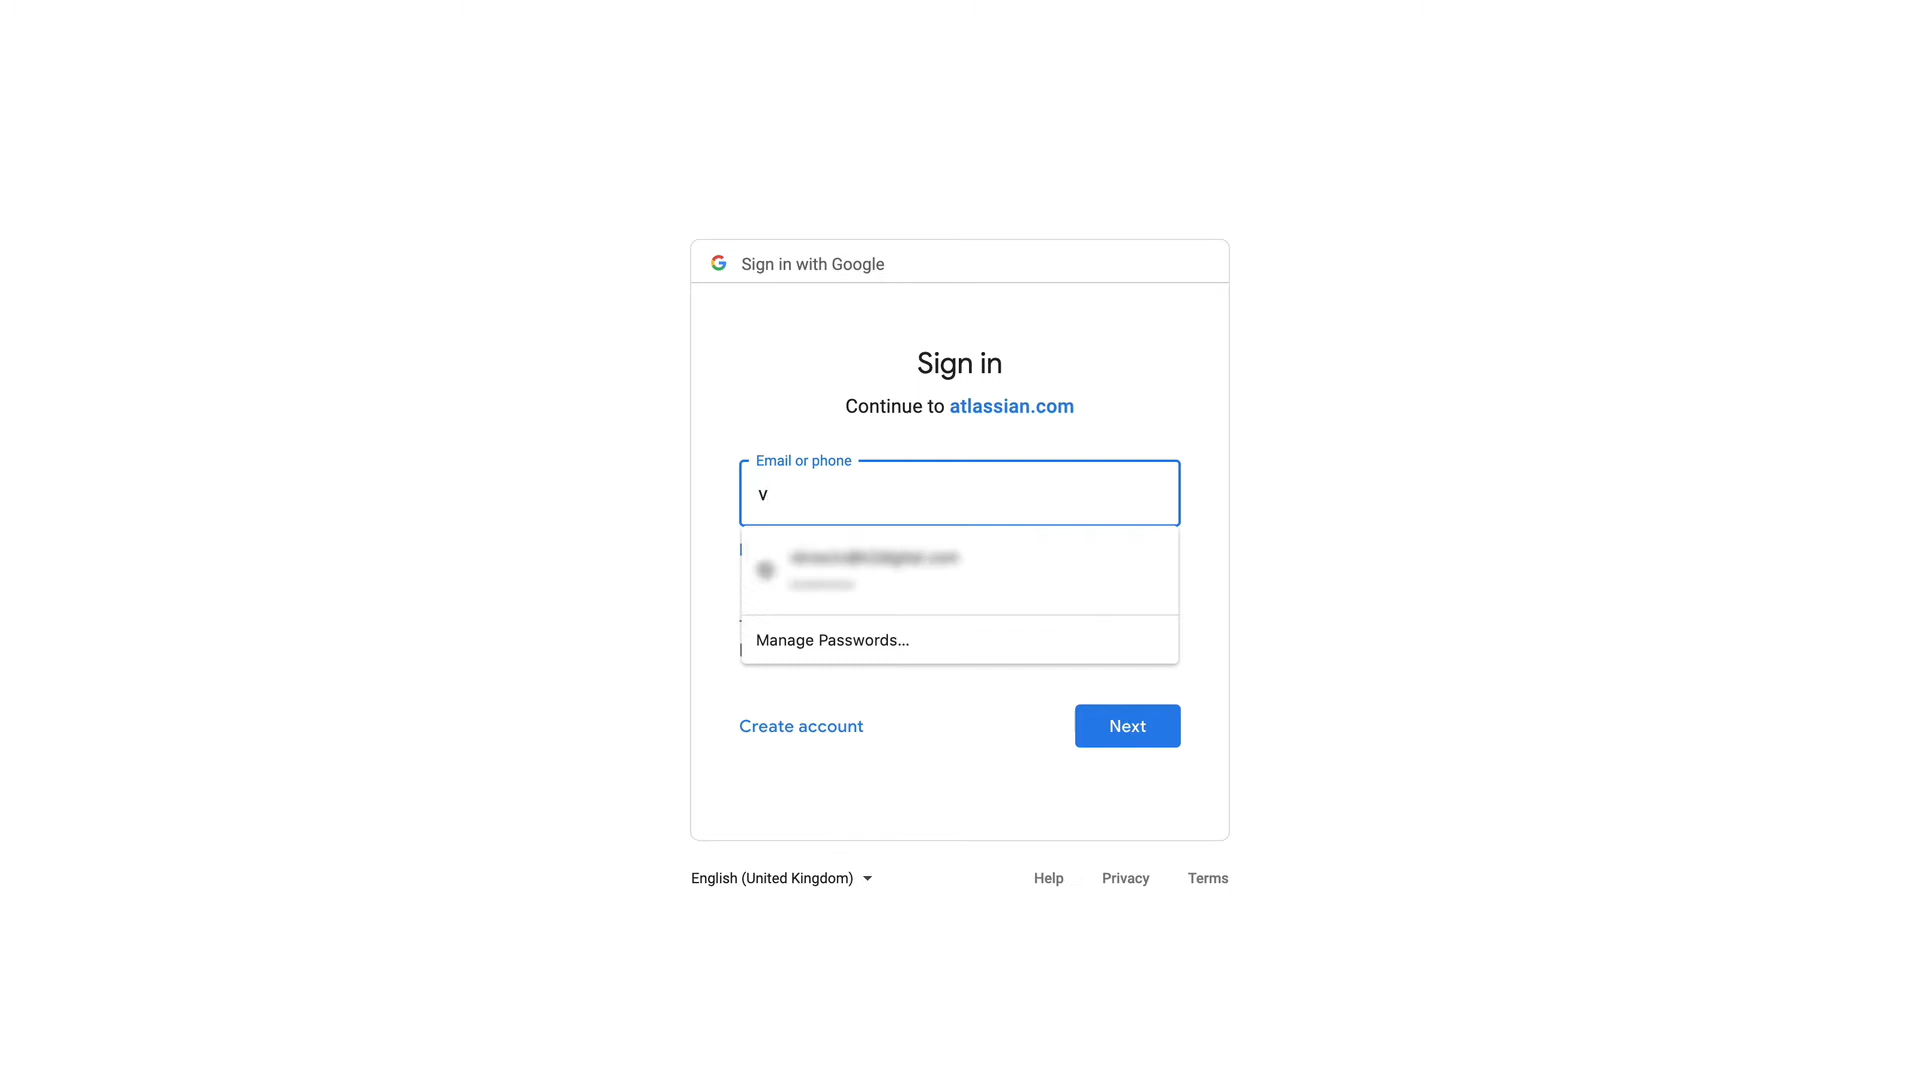 Sign in with Google
Sign in
Continue to atlassian.com
Email or phone
v
Manage Passwords...
Create account
Next
English (United Kingdom)
Help
Privacy
Terms